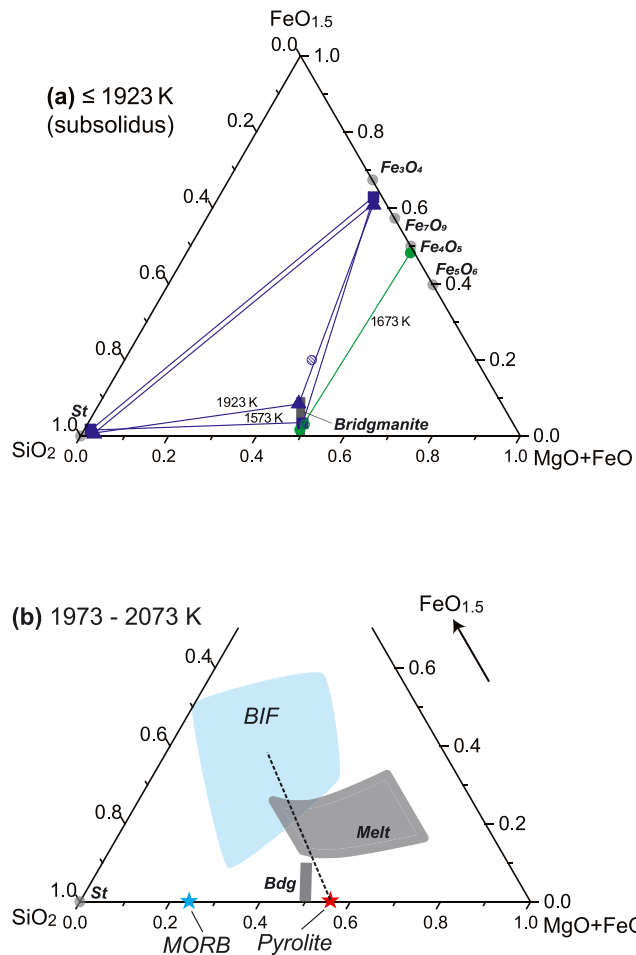 FeO1.5
0.0
1.0
(a) ≤ 1923 K
(subsolidus)
0.2
0.8
Fe₃O₄
0.4
0.6
Fe₇O₉
Fe₄O₅
0.6
0.4
Fe₅O₆
1673 K
0.8
0.2
St
1923 K
1573 K
Bridgmanite
1.0
0.0
SiO₂
0.0
0.2
0.4
0.6
0.8
1.0
MgO+FeO
(b) 1973 - 2073 K
FeO1.5
0.4
0.6
BIF
0.6
0.4
0.8
0.2
Melt
Bdg
1.0
St
0.0
SiO₂
0.0
0.2
0.4
0.6
0.8
1.0
MgO+FeO
MORB
Pyrolite